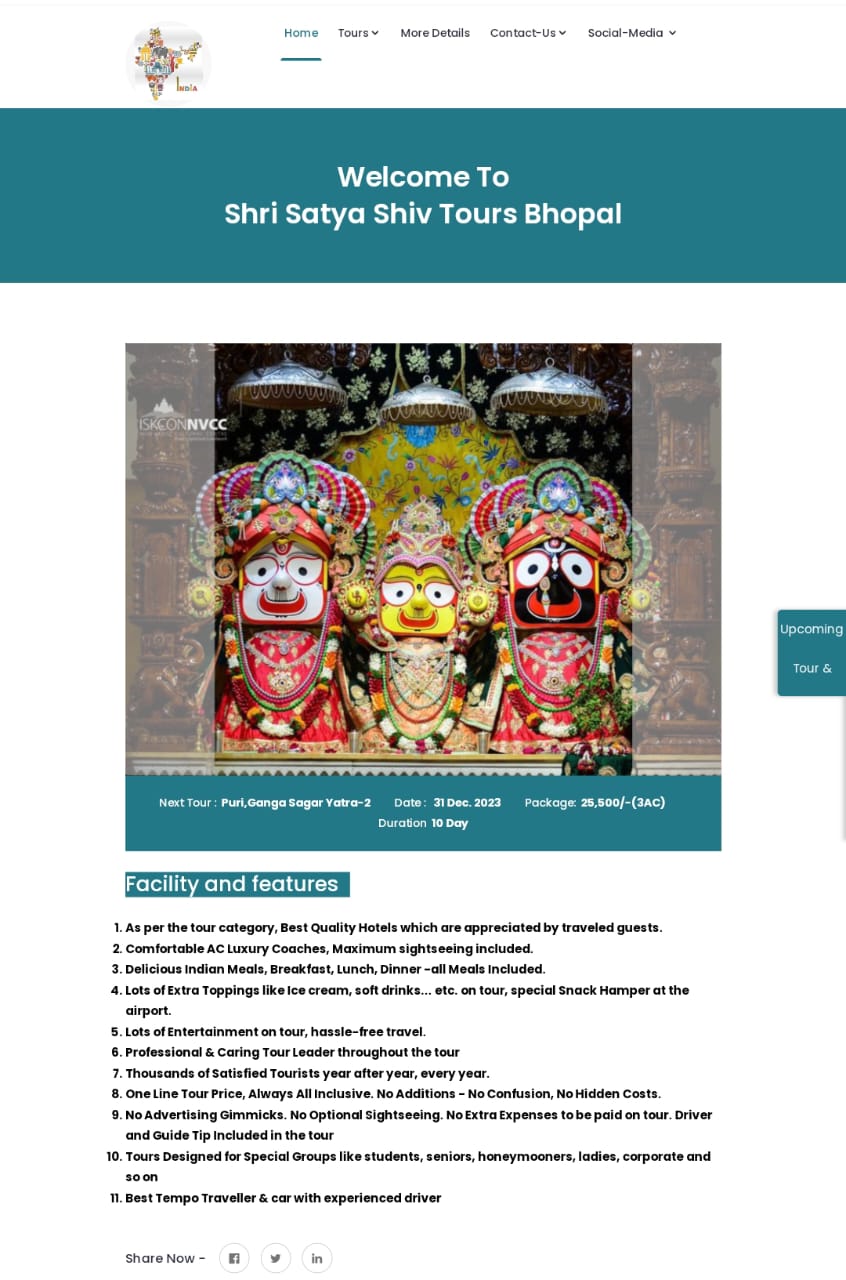 Home Tours More Details Contact-Us Social-Media
INDIA
Welcome To
Shri Satya Shiv Tours Bhopal
ISKCONNVCC
Upcoming
Tour &
Next Tour : Puri,Ganga Sagar Yatra-2 Date : 31 Dec. 2023 Package: 25,500/-(3AC)
Duration 10 Day
Facility and features
1. As per the tour category, Best Quality Hotels which are appreciated by traveled guests.
2. Comfortable AC Luxury Coaches, Maximum sightseeing included.
3. Delicious Indian Meals, Breakfast, Lunch, Dinner -all Meals Included.
4. Lots of Extra Toppings like Ice cream, soft drinks... etc. on tour, special Snack Hamper at the
airport.
5. Lots of Entertainment on tour, hassle-free travel.
6. Professional & Caring Tour Leader throughout the tour
7. Thousands of Satisfied Tourists year after year, every year.
8. One Line Tour Price, Always All Inclusive. No Additions - No Confusion, No Hidden Costs.
9. No Advertising Gimmicks. No Optional Sightseeing. No Extra Expenses to be paid on tour. Driver
and Guide Tip Included in the tour
10. Tours Designed for Special Groups like students, seniors, honeymooners, ladies, corporate and
so on
11. Best Tempo Traveller & car with experienced driver
Share Now -